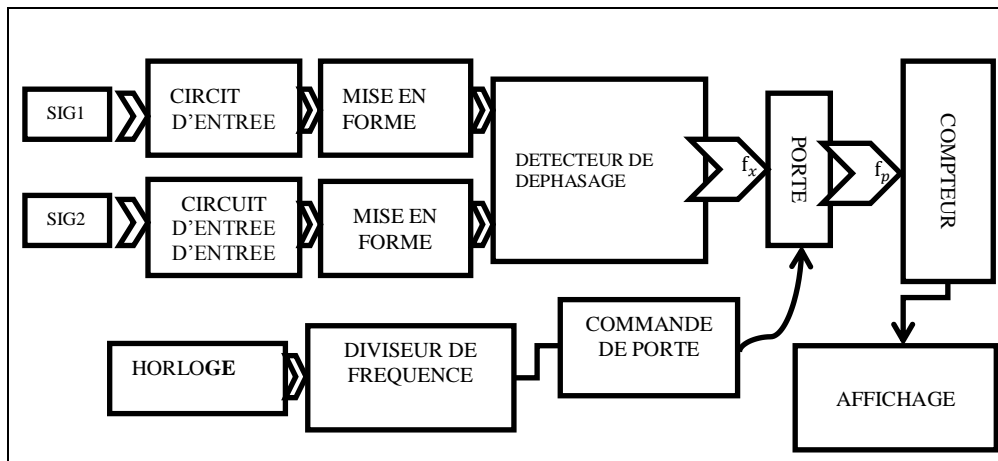 SIG1
CIRCIT
D'ENTREE
MISE EN
FORME
DETECTEUR DE
DEPHASAGE
fx
PORTE
fp
COMPTEUR
SIG2
CIRCUIT
D'ENTREE
D'ENTREE
MISE EN
FORME
HORLOGE
DIVISEUR DE
FREQUENCE
COMMANDE
DE PORTE
AFFICHAGE